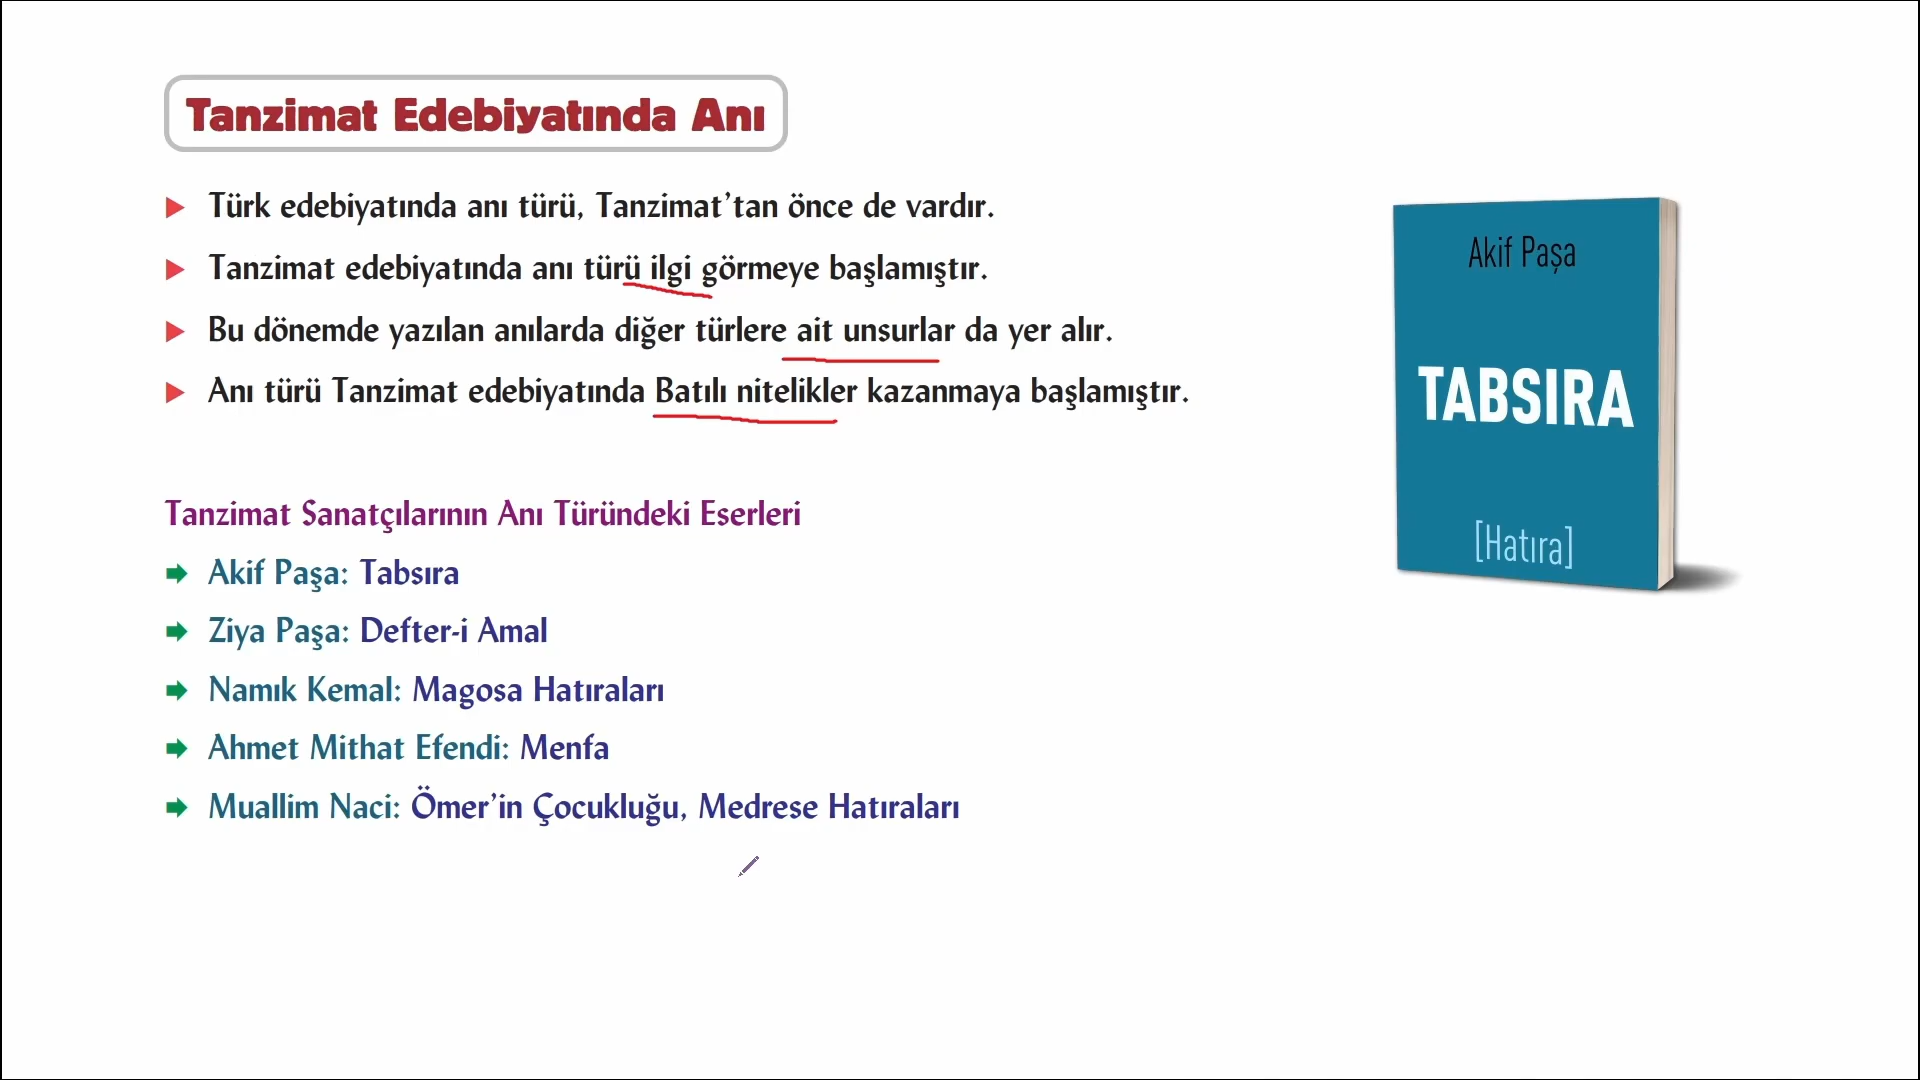 Tanzimat Edebiyatında Anı
Türk edebiyatında anı türü, Tanzimat’tan önce de vardır.
Tanzimat edebiyatında anı türü ilgi görmeye başlamıştır.
Bu dönemde yazılan anılarda diğer türlere ait unsurlar da yer alır.
Anı türü Tanzimat edebiyatında Batılı nitelikler kazanmaya başlamıştır.
Tanzimat Sanatçılarının Anı Türündeki Eserleri
Akif Paşa: Tabsıra
Ziya Paşa: Defter-i Amal
Namık Kemal: Magosa Hatıraları
Ahmet Mithat Efendi: Menfa
Muallim Naci: Ömer’in Çocukluğu, Medrese Hatıraları
Akif Paşa
TABSIRA
[Hatıra]